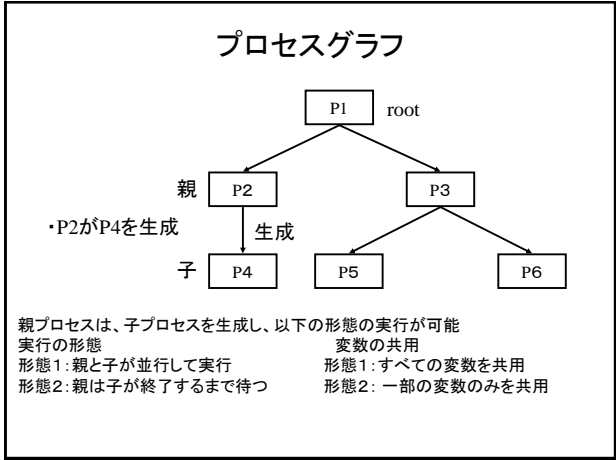 プロセスグラフ
P1 root
親 P2 P3
・P2がP4を生成 生成
子 P4 P5 P6
親プロセスは、子プロセスを生成し、以下の形態の実行が可能
実行の形態 変数の共用
形態1:親と子が並行して実行 形態1:すべての変数を共用
形態2:親は子が終了するまで待つ 形態2: 一部の変数のみを共用